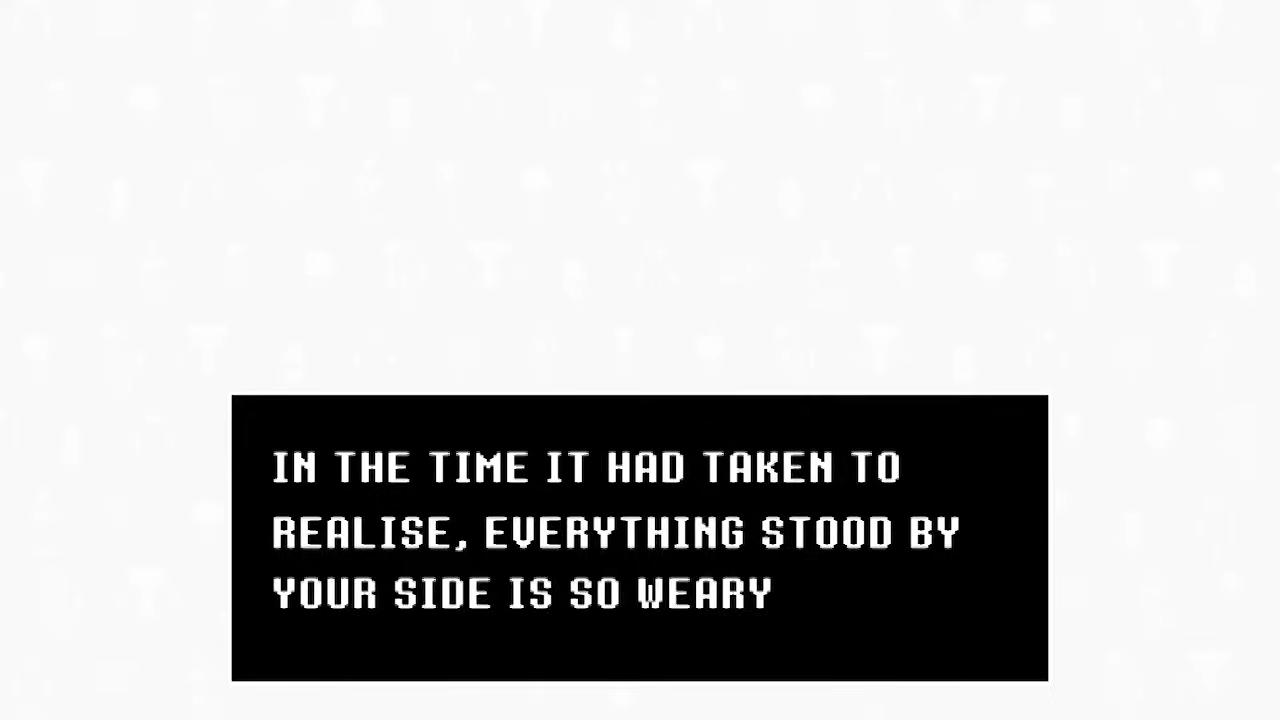 IN THE TIME IT HAD TAKEN TO
REALISE, EVERYTHING STOOD BY
YOUR SIDE IS SO WEARY